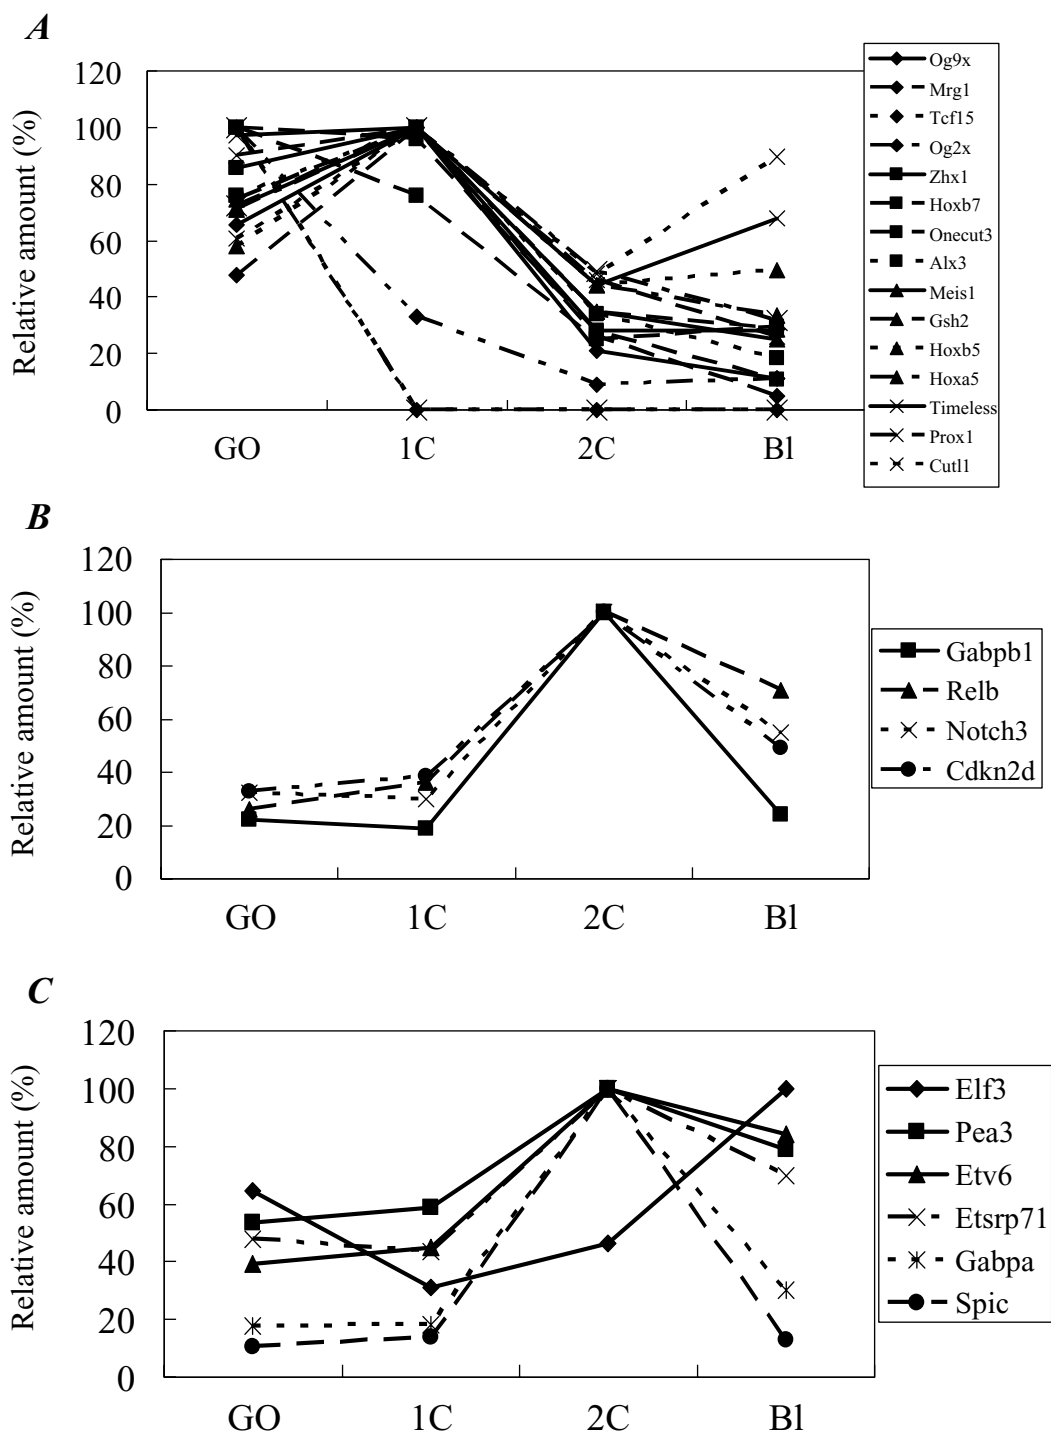 A
Relative amount (%)
120
100
80
60
40
20
0
GO 1C 2C Bl
Og9x
Mrg1
Tcf15
Og2x
Zhx1
Hoxb7
Onecut3
Alx3
Meis1
Gsh2
Hoxb5
Hoxa5
Timeless
Prox1
Cutl1
B
Relative amount (%)
120
100
80
60
40
20
0
GO 1C 2C Bl
Gabpb1
Relb
Notch3
Cdkn2d
C
Relative amount (%)
120
100
80
60
40
20
0
GO 1C 2C Bl
Elf3
Pea3
Etv6
Etsrp71
Gabpa
Spic